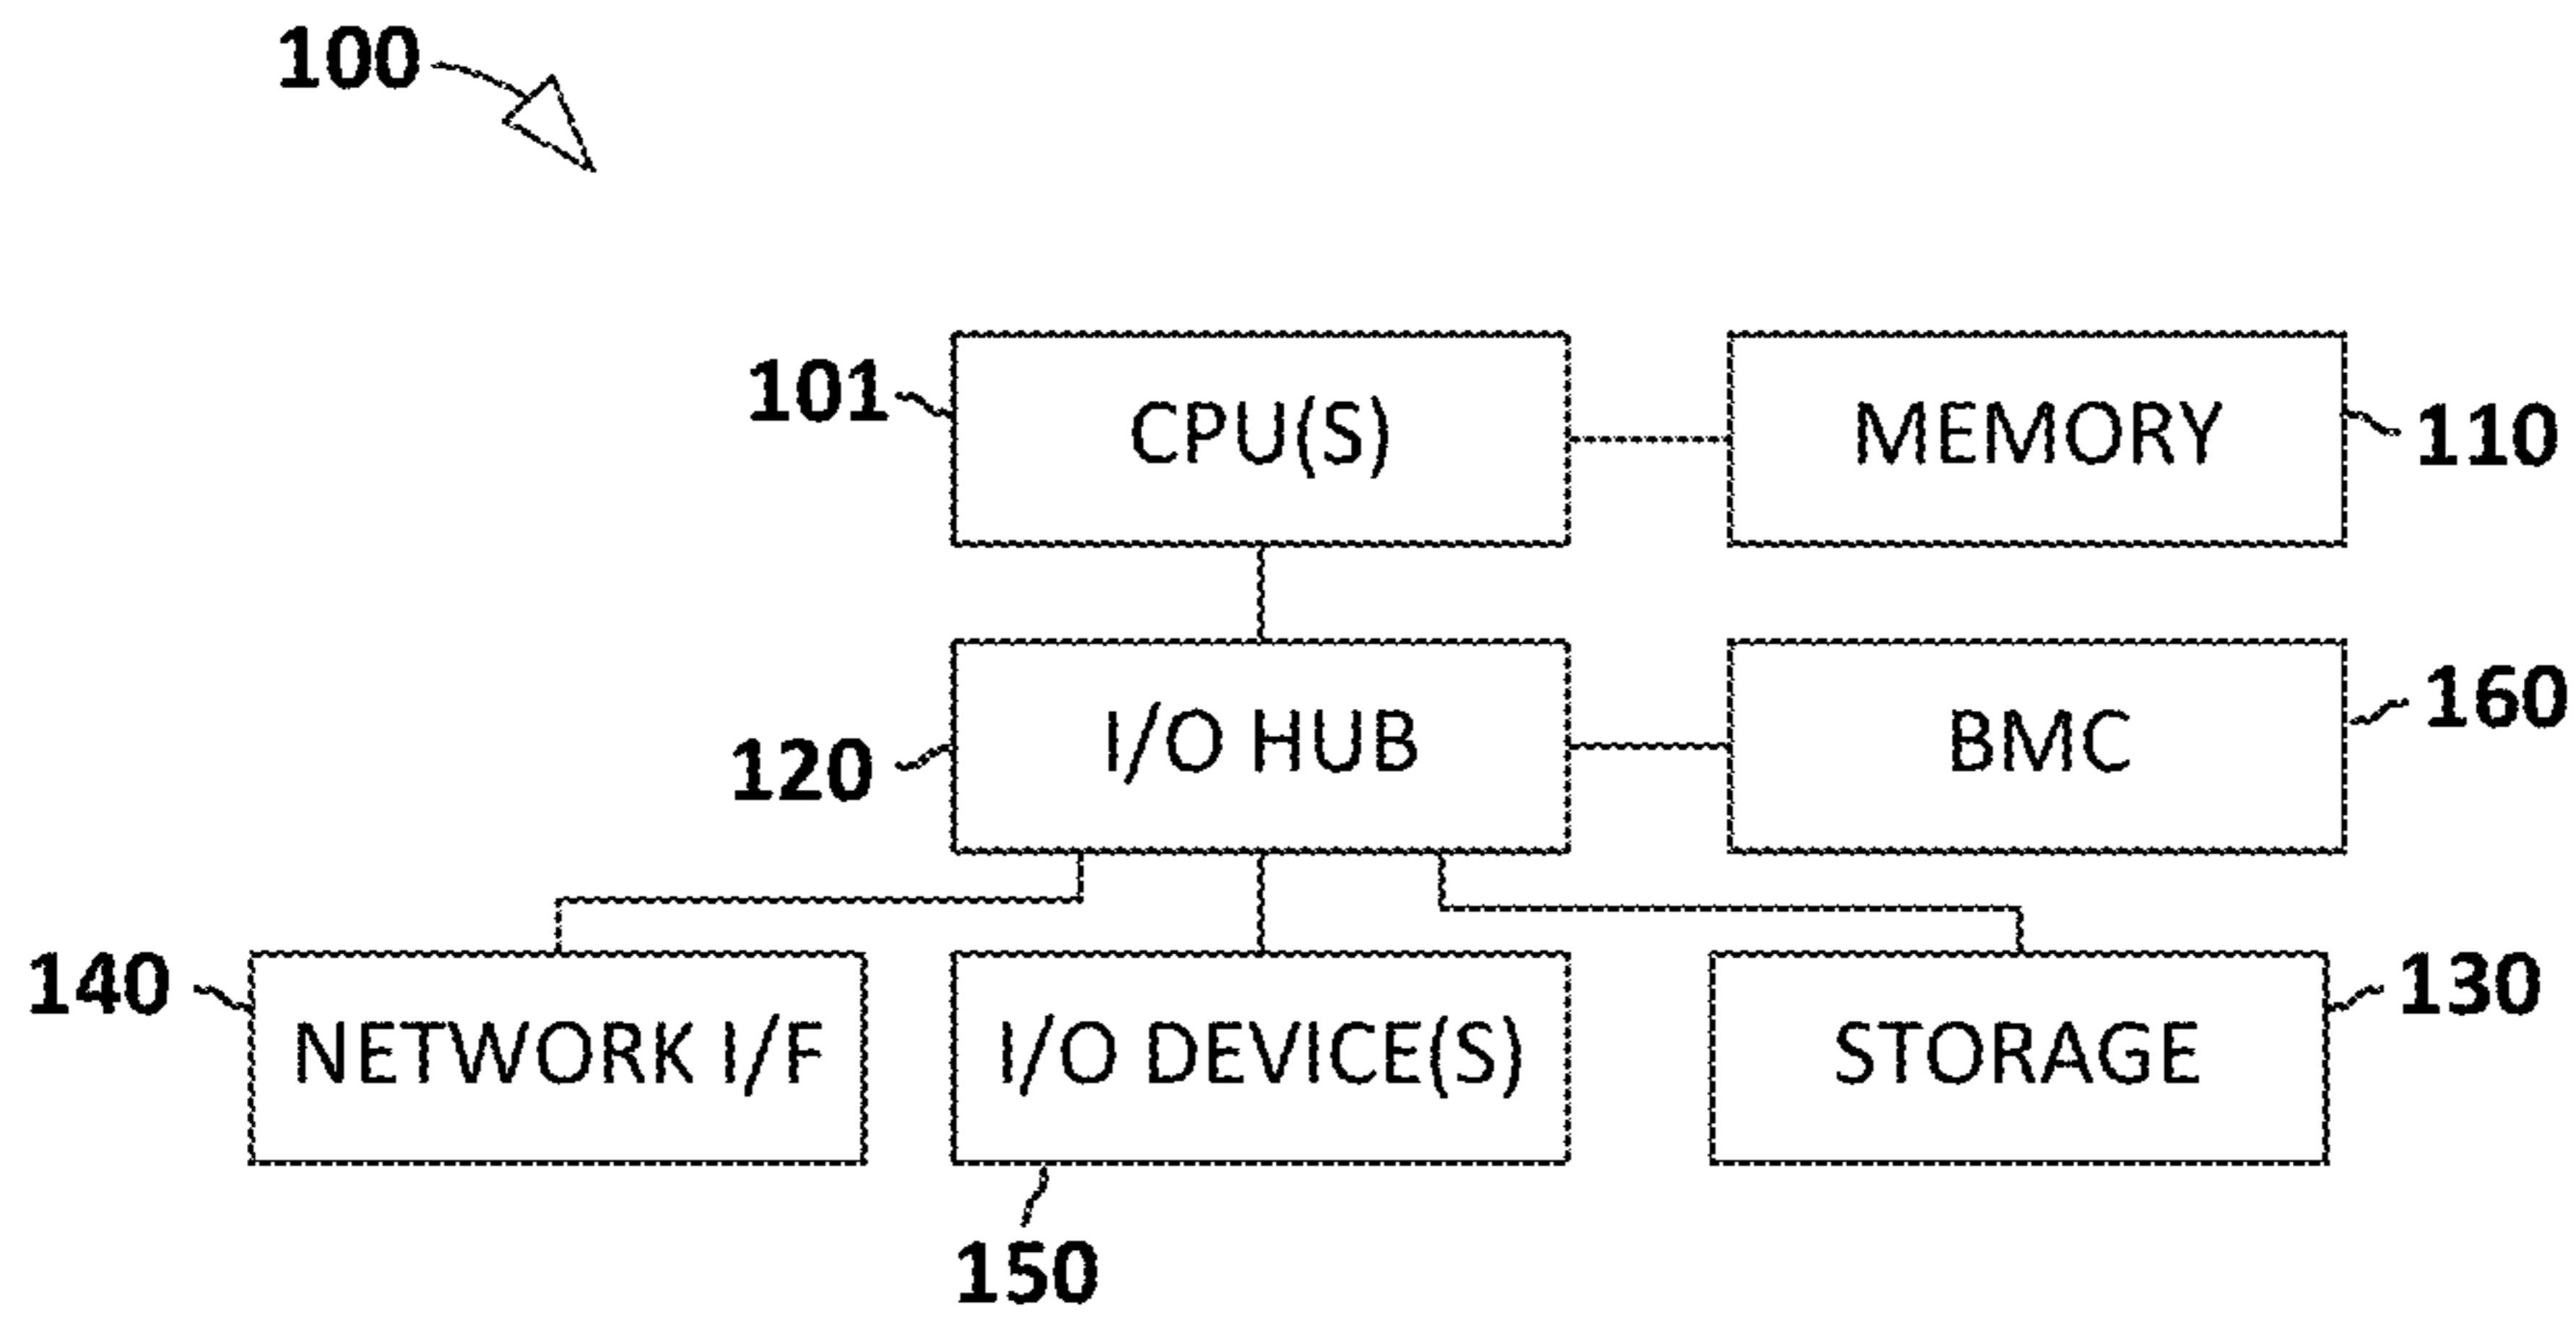 100
101
CPU(S)
MEMORY
110
120
I/O HUB
BMC
160
140
NETWORK I/F
I/O DEVICE(S)
STORAGE
130
150